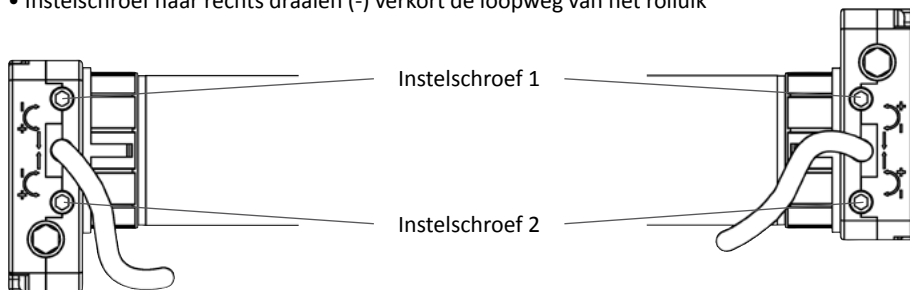 • Instelschroef naar rechts draaien (-) verkort de loopweg van het rolluik
Instelschroef 1
Instelschroef 2